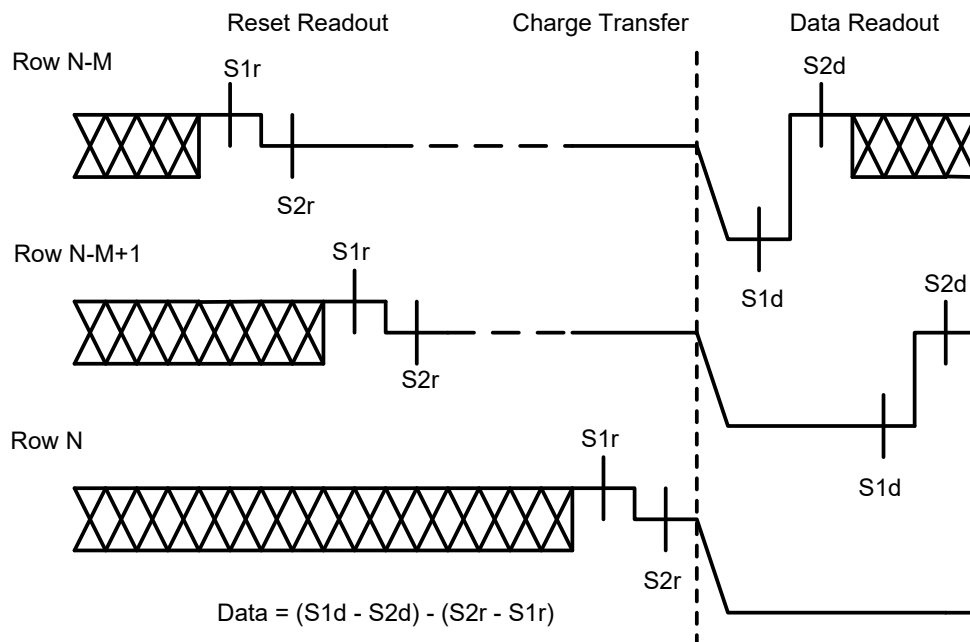 Reset Readout Charge Transfer Data Readout
Row N-M
S1r
S2d
S2r
S1d
Row N-M+1
S1r
S2d
S2r
S1d
Row N
S1r
S2r
Data = (S1d - S2d) - (S2r - S1r)